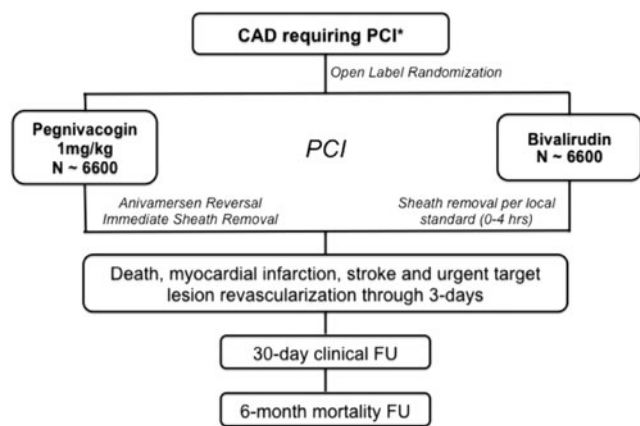 CAD requiring PCI*
Open Label Randomization
Pegnivacogin
1mg/kg
N ~ 6600
PCI
Bivalirudin
N ~ 6600
Anivamersen Reversal
Immediate Sheath Removal
Sheath removal per local
standard (0-4 hrs)
Death, myocardial infarction, stroke and urgent target
lesion revascularization through 3-days
30-day clinical FU
6-month mortality FU